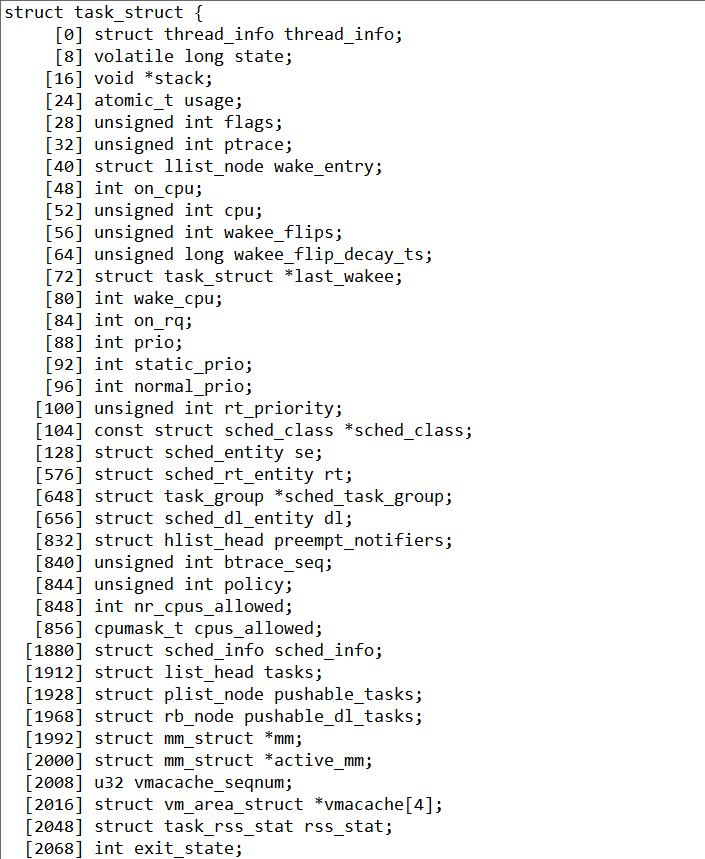 struct task_struct {
[0] struct thread_info thread_info;
[8] volatile long state;
[16] void *stack;
[24] atomic_t usage;
[28] unsigned int flags;
[32] unsigned int ptrace;
[40] struct llist_node wake_entry;
[48] int on_cpu;
[52] unsigned int cpu;
[56] unsigned int wakee_flips;
[64] unsigned long wakee_flip_decay_ts;
[72] struct task_struct *last_wakee;
[80] int wake_cpu;
[84] int on_rq;
[88] int prio;
[92] int static_prio;
[96] int normal_prio;
[100] unsigned int rt_priority;
[104] const struct sched_class *sched_class;
[128] struct sched_entity se;
[576] struct sched_rt_entity rt;
[648] struct task_group *sched_task_group;
[656] struct sched_dl_entity dl;
[832] struct hlist_head preempt_notifiers;
[840] unsigned int btrace_seq;
[844] unsigned int policy;
[848] int nr_cpus_allowed;
[856] cpumask_t cpus_allowed;
[1880] struct sched_info sched_info;
[1912] struct list_head tasks;
[1928] struct plist_node pushable_tasks;
[1968] struct rb_node pushable_dl_tasks;
[1992] struct mm_struct *mm;
[2000] struct mm_struct *active_mm;
[2008] u32 vmacache_seqnum;
[2016] struct vm_area_struct *vmacache[4];
[2048] struct task_rss_stat rss_stat;
[2068] int exit_state;